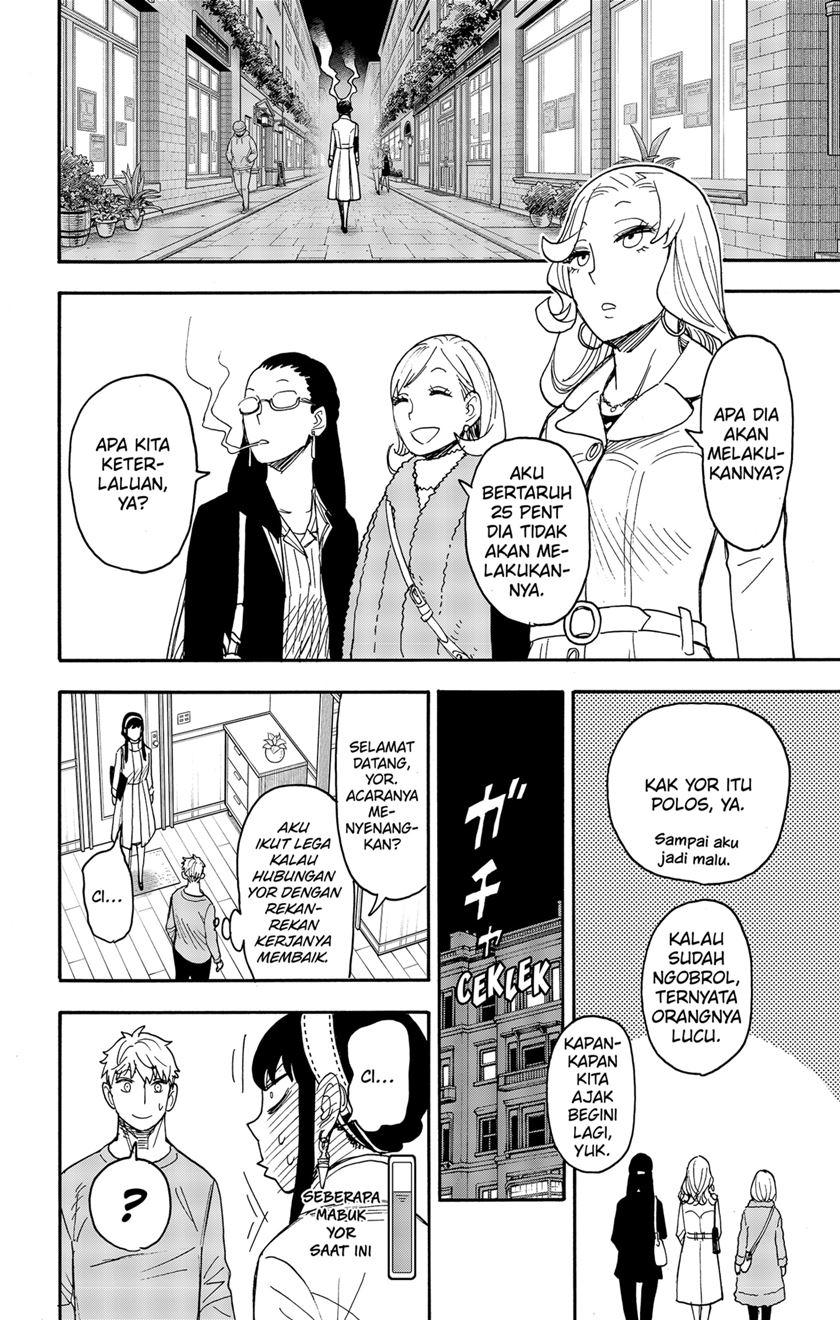 APA DIA
AKAN
MELAKU-
KANNYA?
AKU
BERTARUH
25 PENT
DIA TIDAK
AKAN ME-
LAKUKAN-
NYA.
APA KITA
KETER-
LALUAN,
YA?
KAK YOR ITU
POLOS, YA.
Sampai aku
jadi malu.
KALAU
SUDAH
NGOBROL,
TERNYATA
ORANGNYA
LUCU.
KAPAN-
KAPAN
KITA
AJAK
BEGINI
LAGI,
YUK.
ガチャ
CEKLEK
SELAMAT
DATANG,
YOR.
ACARANYA
ME-
NYENANG-
KAN?
AKU
IKUT LEGA
KALAU
HUBUNGAN
YOR DENGAN
REKAN-
REKAN
KERJANYA
MEMBAIK.
CI...
CI...
SEBERAPA
MABUK
YOR
SAAT INI
?